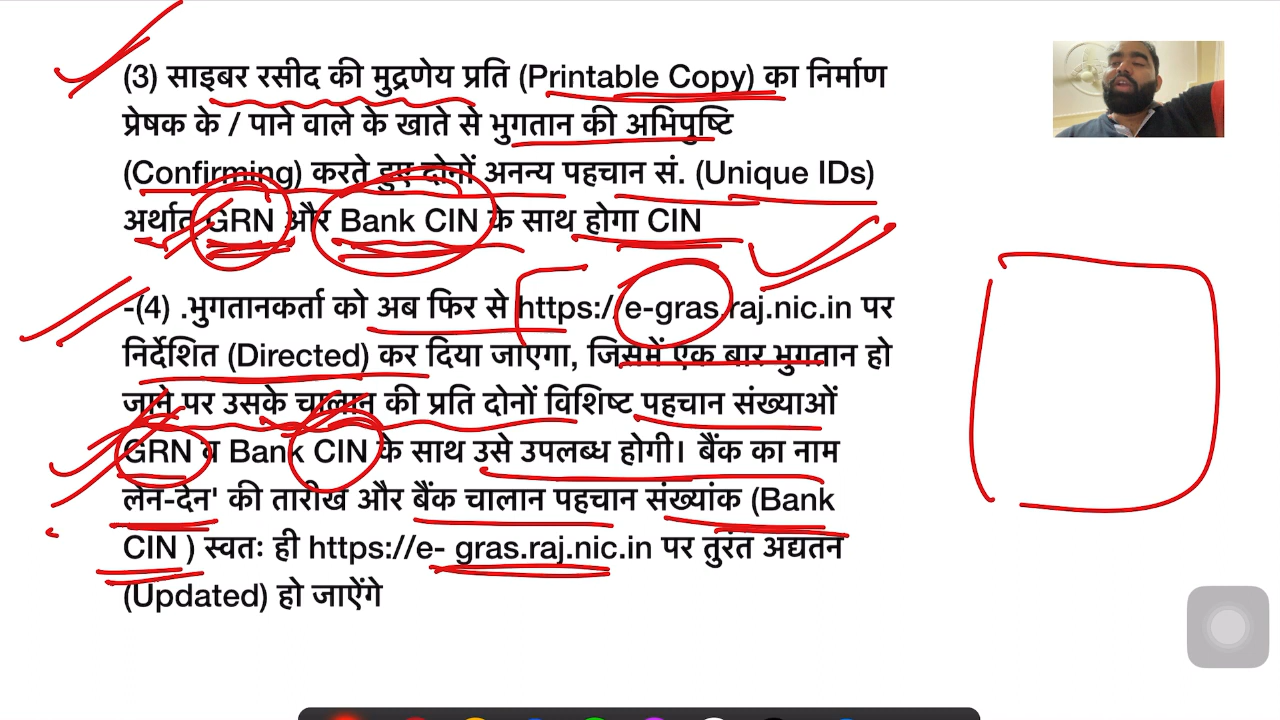 (3) साइबर रसीद की मुद्रणेय प्रति (Printable Copy) का निर्माण
प्रेषक के / पाने वाले के खाते से भुगतान की अभिपुष्टि
(Confirming) करते हुए दोनों अनन्य पहचान सं. (Unique IDs)
अर्थात् GRN और Bank CIN के साथ होगा CIN
-(4) .भुगतानकर्ता को अब फिर से https://e-gras.raj.nic.in पर
निर्देशित (Directed) कर दिया जाएगा, जिसमें एक बार भुगतान हो
जाने पर उसके चालान की प्रति दोनों विशिष्ट पहचान संख्याओं
GRN व Bank CIN के साथ उसे उपलब्ध होगी। बैंक का नाम
लेन-देन' की तारीख और बैंक चालान पहचान संख्यांक (Bank
CIN ) स्वतः ही https://e- gras.raj.nic.in पर तुरंत अद्यतन
(Updated) हो जाऐंगे